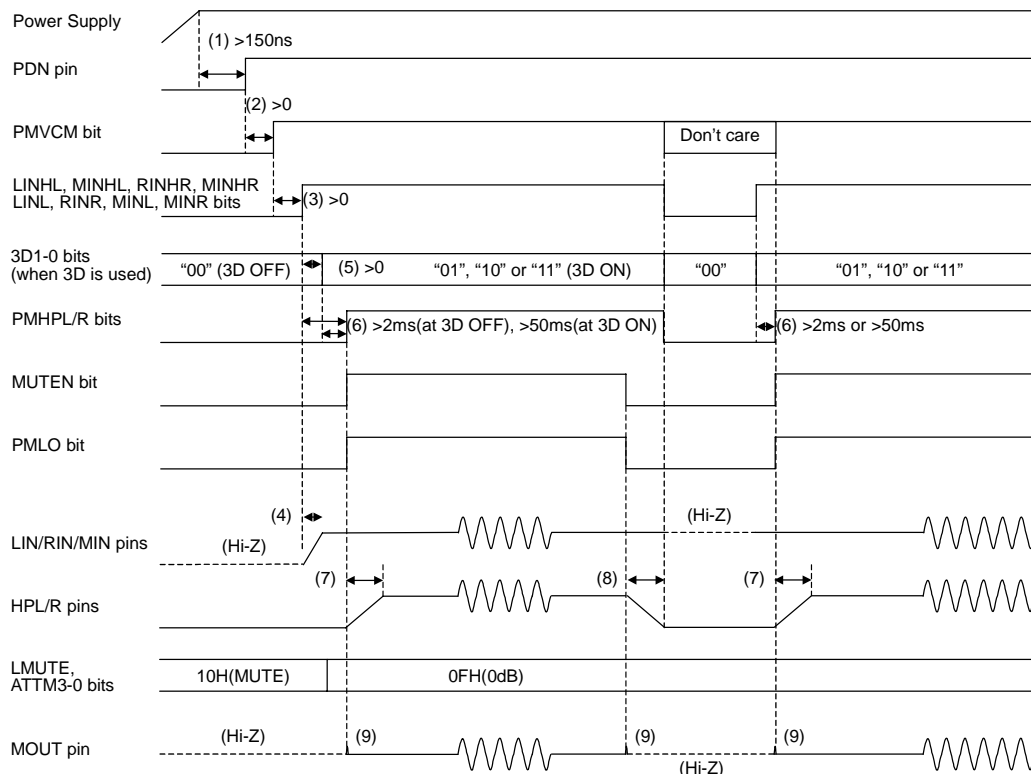 Power Supply
(1) >150ns
PDN pin
(2) >0
PMVCM bit
Don't care
LINHL, MINHL, RINHR, MINHR
LINL, RINR, MINL, MINR bits
(3) >0
3D1-0 bits
(when 3D is used)
“00” (3D OFF)
(5) >0
“01”, “10” or “11” (3D ON)
“00”
“01”, “10” or “11”
PMHPL/R bits
(6) >2ms(at 3D OFF), >50ms(at 3D ON)
(6) >2ms or >50ms
MUTEN bit
PMLO bit
(4)
(Hi-Z)
LIN/RIN/MIN pins
(Hi-Z)
(7)
(8)
(7)
HPL/R pins
LMUTE,
ATTM3-0 bits
10H(MUTE)
0FH(0dB)
MOUT pin
(Hi-Z)
(9)
(9)
(9)
(Hi-Z)